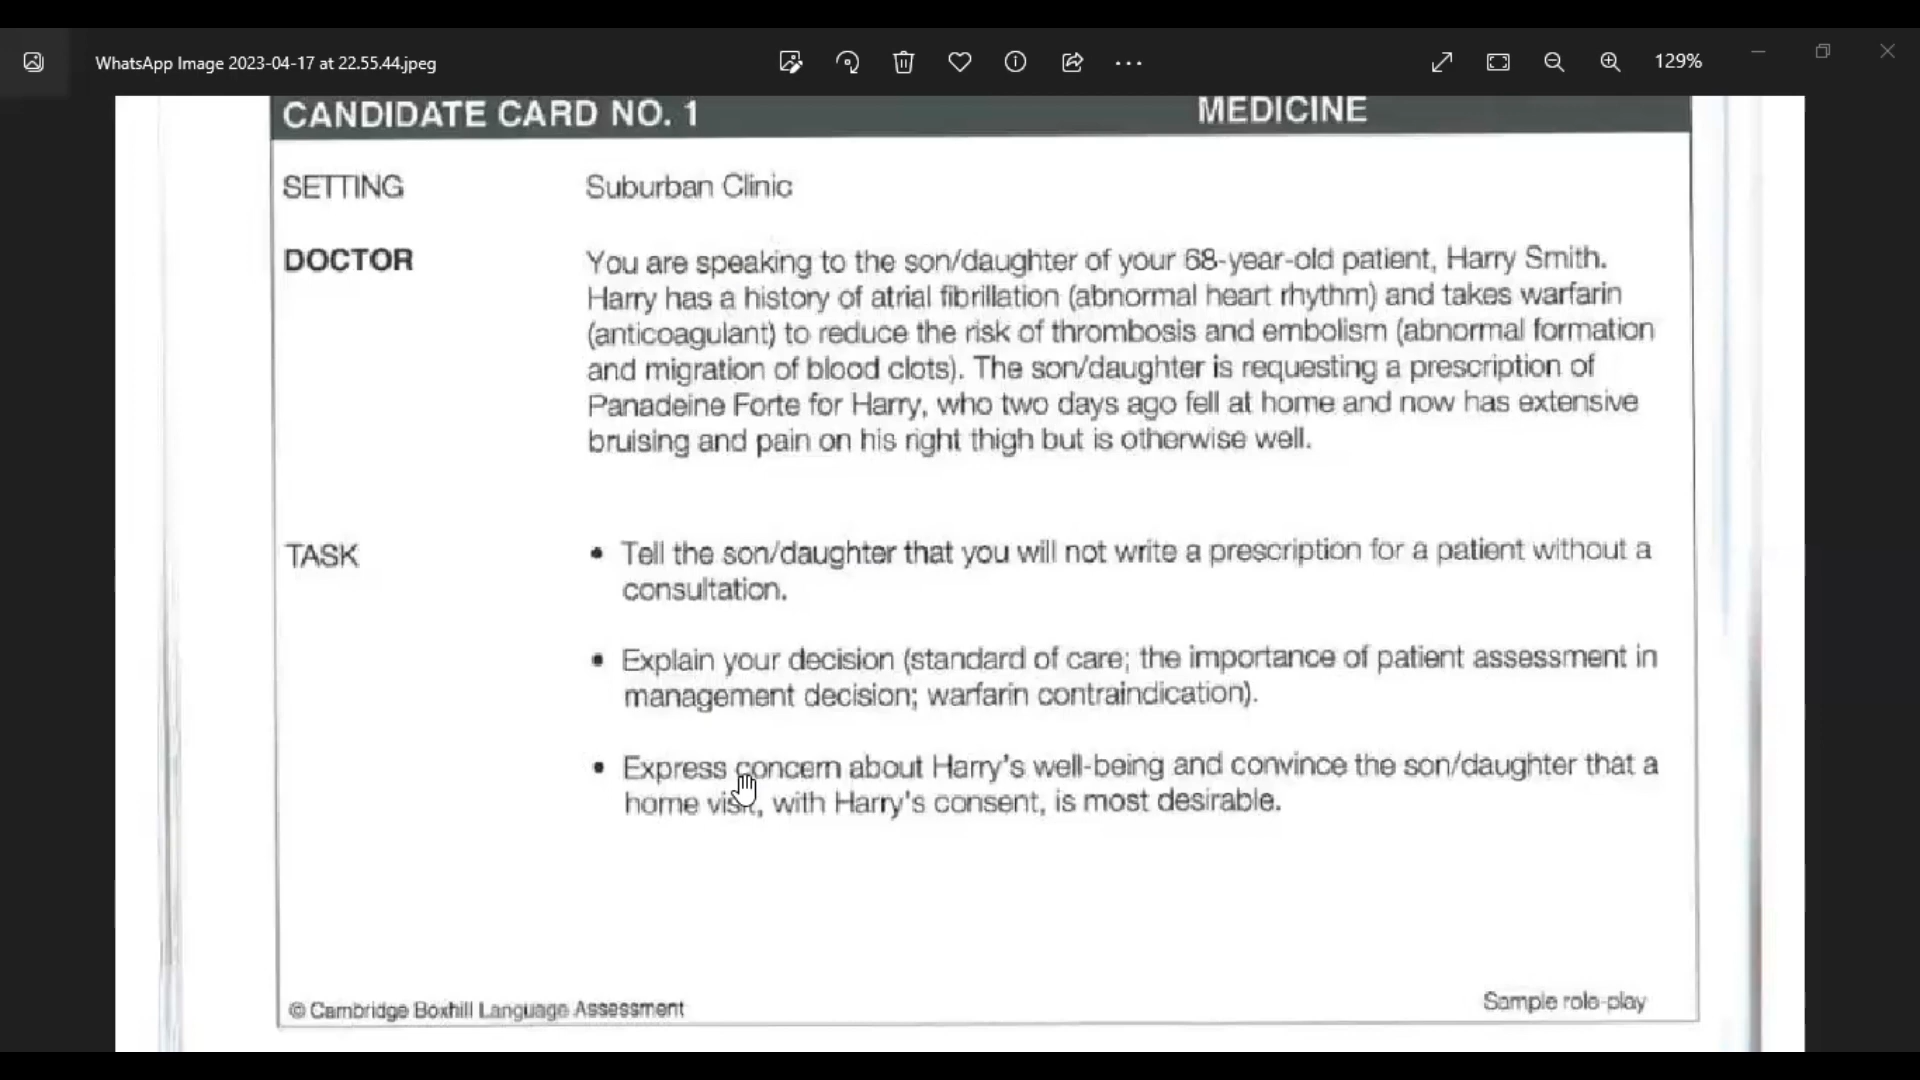 WhatsApp Image 2023-04-17 at 22.55.44.jpeg
129%
CANDIDATE CARD NO. 1 MEDICINE
SETTING Suburban Clinic
DOCTOR You are speaking to the son/daughter of your 68-year-old patient, Harry Smith.
Harry has a history of atrial fibrillation (abnormal heart rhythm) and takes warfarin
(anticoagulant) to reduce the risk of thrombosis and embolism (abnormal formation
and migration of blood clots). The son/daughter is requesting a prescription of
Panadeine Forte for Harry, who two days ago fell at home and now has extensive
bruising and pain on his right thigh but is otherwise well.
TASK • Tell the son/daughter that you will not write a prescription for a patient without a
consultation.
• Explain your decision (standard of care; the importance of patient assessment in
management decision; warfarin contraindication).
• Express concern about Harry's well-being and convince the son/daughter that a
home visit, with Harry's consent, is most desirable.
© Cambridge Boxhill Language Assessment
Sample role-play